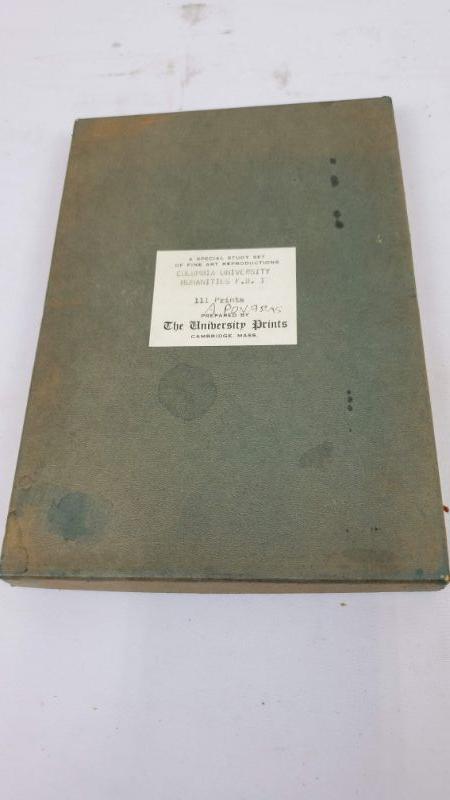 A SPECIAL STUDY SET
OF FINE ART REPRODUCTIONS
COLUMBIA UNIVERSITY
HUMANITIES F.A. I
111 Prints
PREPARED BY
The University Prints
CAMBRIDGE, MASS.